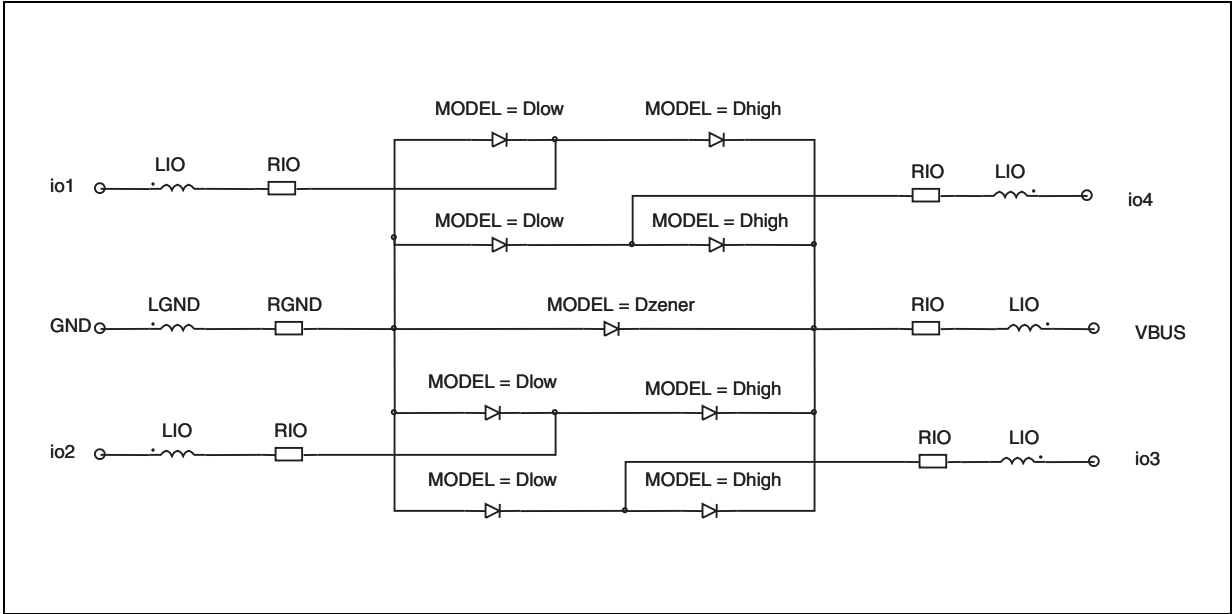 MODEL = Dlow
MODEL = Dhigh
io1
LIO
RIO
RIO
LIO
io4
MODEL = Dlow
MODEL = Dhigh
GND
LGND
RGND
MODEL = Dzener
RIO
LIO
VBUS
MODEL = Dlow
MODEL = Dhigh
io2
LIO
RIO
RIO
LIO
io3
MODEL = Dlow
MODEL = Dhigh